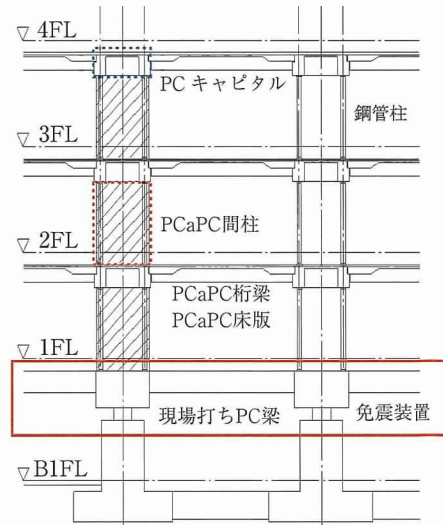 ▽4FL
PCキャピタル
鋼管柱
▽3FL
PCaPC間柱
▽2FL
PCaPC桁梁
PCaPC床版
▽1FL
現場打ちPC梁
免震装置
▽B1FL